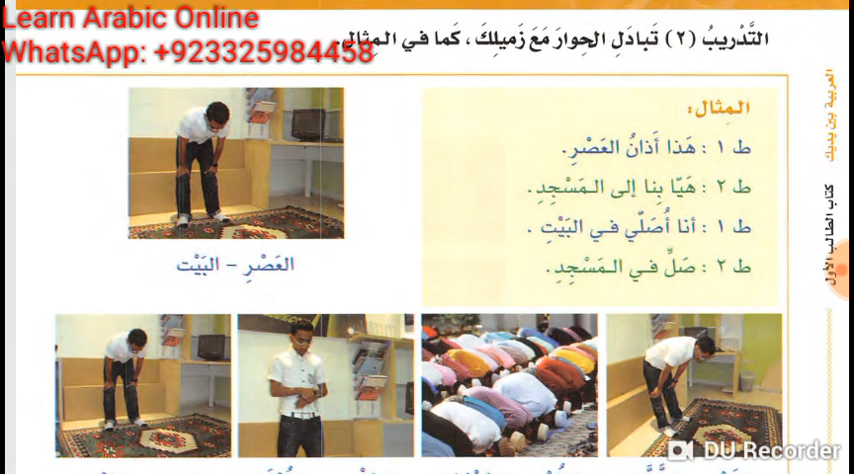 Learn Arabic Online
WhatsApp: +923325984458
التَّدْريبُ (٢) تَبادَلِ الحِوارَ مَعَ زَميلِكَ، كَما في المِثالِ.
المِثال:
ط ١ : هَذا أَذانُ العَصْرِ.
ط ٢ : هَيّا بِنا إلى المَسْجِدِ.
ط ١ : أنا أُصَلّي في البَيْتِ .
ط ٢ : صَلِّ في المَسْجِدِ.
العَصْرِ – البَيْت
العربية بين يديك
كتاب الطالب الأول
DU Recorder